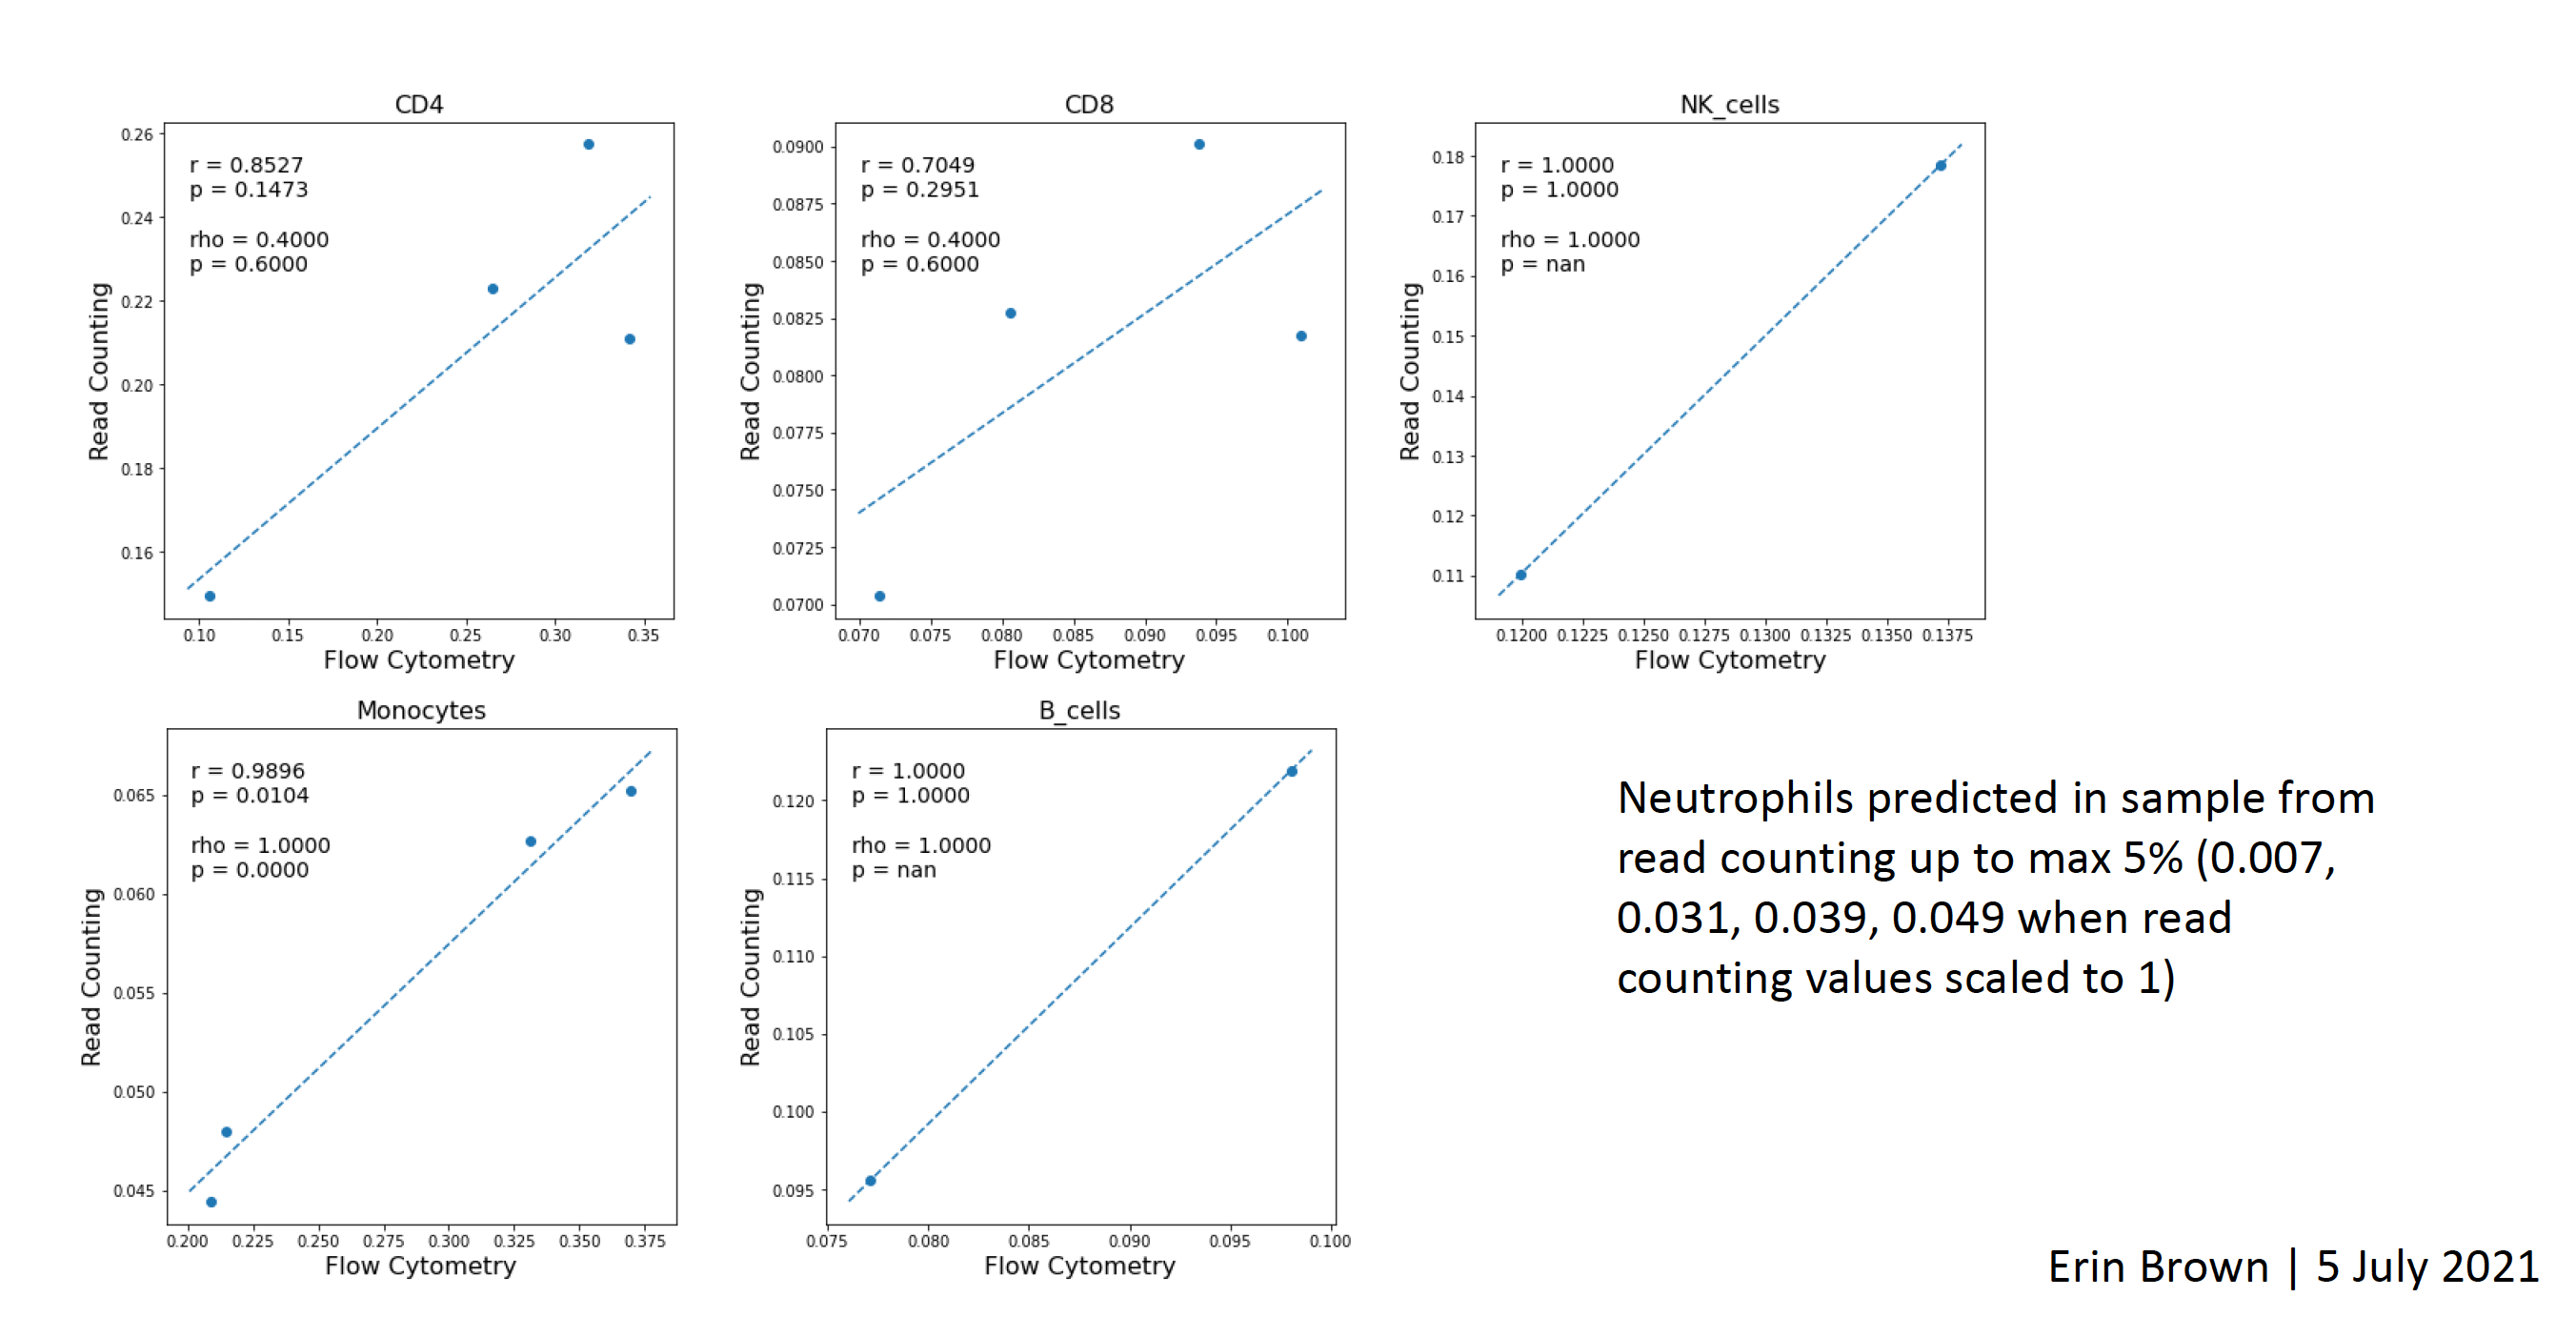 CD4
r = 0.8527
p = 0.1473
rho = 0.4000
p = 0.6000
0.26
0.24
0.22
0.20
0.18
0.16
Read Counting
0.10 0.15 0.20 0.25 0.30 0.35
Flow Cytometry
CD8
r = 0.7049
p = 0.2951
rho = 0.4000
p = 0.6000
0.0900
0.0875
0.0850
0.0825
0.0800
0.0775
0.0750
0.0725
0.0700
Read Counting
0.070 0.075 0.080 0.085 0.090 0.095 0.100
Flow Cytometry
NK_cells
r = 1.0000
p = 1.0000
rho = 1.0000
p = nan
0.18
0.17
0.16
0.15
0.14
0.13
0.12
0.11
Read Counting
0.1200 0.1225 0.1250 0.1275 0.1300 0.1325 0.1350 0.1375
Flow Cytometry
Monocytes
r = 0.9896
p = 0.0104
rho = 1.0000
p = 0.0000
0.065
0.060
0.055
0.050
0.045
Read Counting
0.200 0.225 0.250 0.275 0.300 0.325 0.350 0.375
Flow Cytometry
B_cells
r = 1.0000
p = 1.0000
rho = 1.0000
p = nan
0.120
0.115
0.110
0.105
0.100
0.095
Read Counting
0.075 0.080 0.085 0.090 0.095 0.100
Flow Cytometry
Neutrophils predicted in sample from
read counting up to max 5% (0.007,
0.031, 0.039, 0.049 when read
counting values scaled to 1)
Erin Brown | 5 July 2021